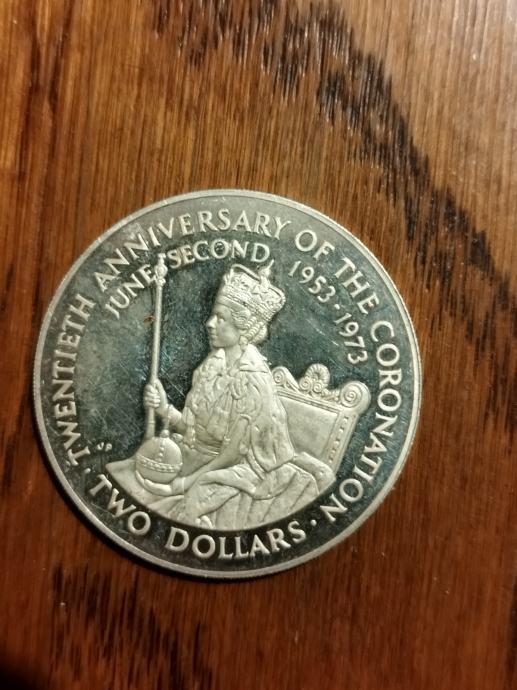 TWENTIETH ANNIVERSARY OF THE CORONATION
JUNE SECOND 1953-1973
· TWO DOLLARS ·